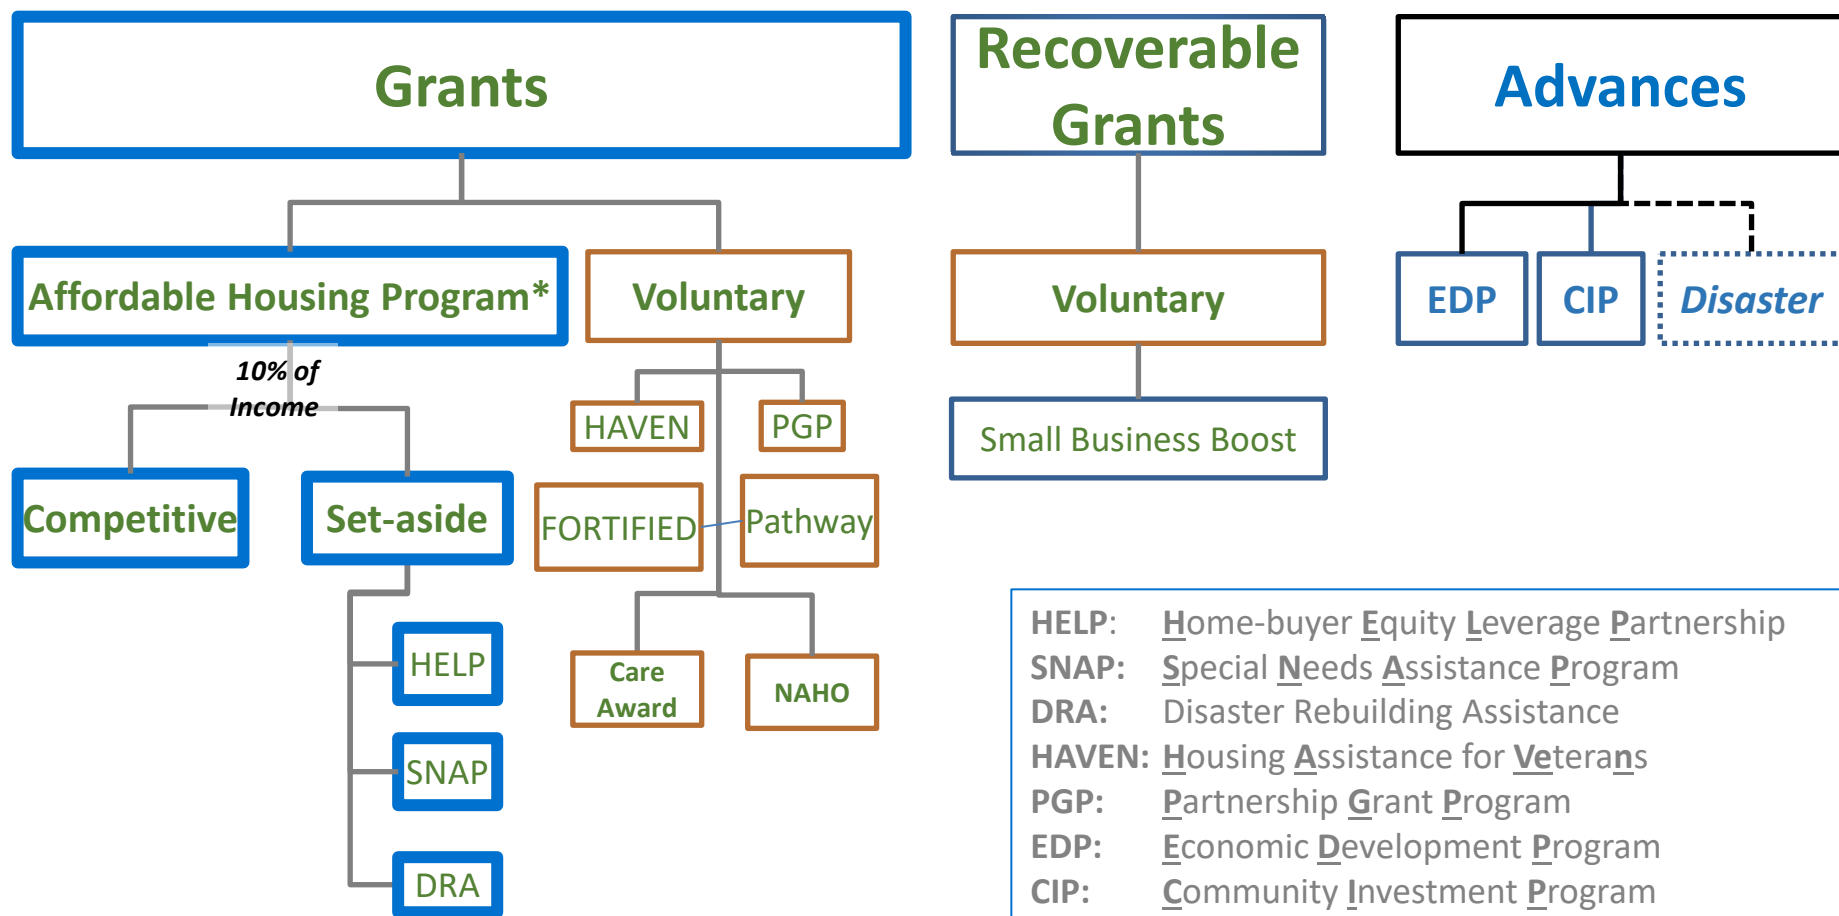 Grants
Recoverable
Grants
Advances
Affordable Housing Program*
Voluntary
Voluntary
EDP
CIP
Disaster
10% of
Income
HAVEN
PGP
Small Business Boost
Competitive
Set-aside
FORTIFIED
Pathway
HELP
SNAP
DRA
Care
Award
NAHO
HELP: Home-buyer Equity Leverage Partnership
SNAP: Special Needs Assistance Program
DRA: Disaster Rebuilding Assistance
HAVEN: Housing Assistance for Veterans
PGP: Partnership Grant Program
EDP: Economic Development Program
CIP: Community Investment Program